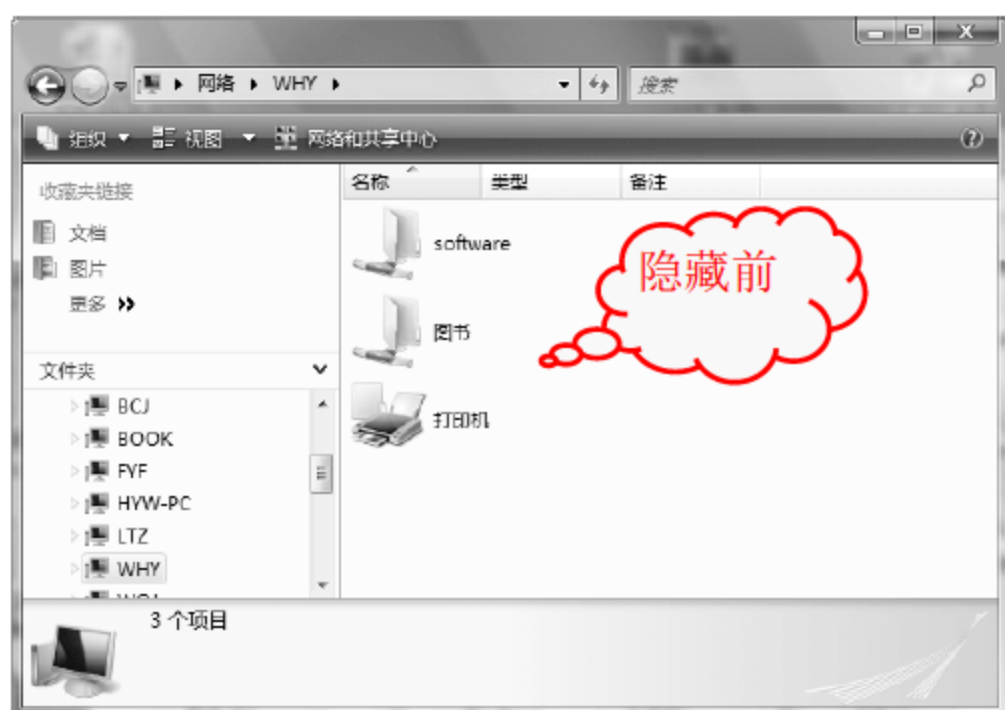 网络 WHY
搜索
组织 视图 网络和共享中心
收藏夹链接
文档
图片
更多
文件夹
BCJ
BOOK
FYF
HYW-PC
LTZ
WHY
名称 类型 备注
software
图书
打印机
隐藏前
3 个项目